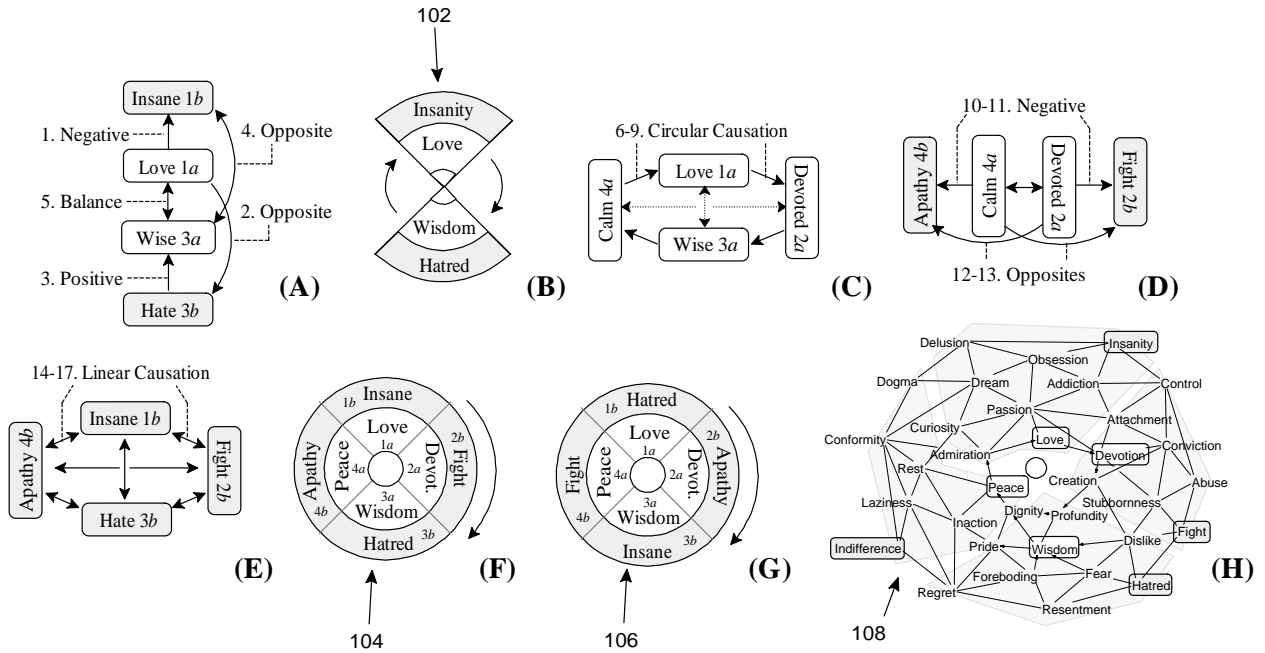 102
Insane 1b
1. Negative
4. Opposite
Love 1a
5. Balance
2. Opposite
Wise 3a
3. Positive
Hate 3b
(A)
Insanity
Love
Wisdom
Hatred
(B)
6-9. Circular Causation
Calm 4a
Love 1a
Devoted 2a
Wise 3a
(C)
10-11. Negative
Apathy 4b
Calm 4a
Devoted 2a
Fight 2b
12-13. Opposites
(D)
14-17. Linear Causation
Insane 1b
Apathy 4b
Fight 2b
Hate 3b
(E)
Insane
1b
Love
2b
1a
Apathy
Peace
4a
2a
Devot.
Fight
3a
4b
Wisdom
3b
Hatred
(F)
104
Hatred
1b
Love
2b
1a
Fight
Peace
4a
2a
Devot.
Apathy
3a
4b
Wisdom
3b
Insane
(G)
106
Delusion
Insanity
Obsession
Dogma
Dream
Addiction
Control
Passion
Attachment
Curiosity
Conformity
Love
Conviction
Admiration
Devotion
Rest
Creation
Abuse
Peace
Laziness
Stubbornness
Dignity
Profundity
Inaction
Fight
Indifference
Pride
Wisdom
Dislike
Foreboding
Fear
Hatred
Regret
Resentment
(H)
108